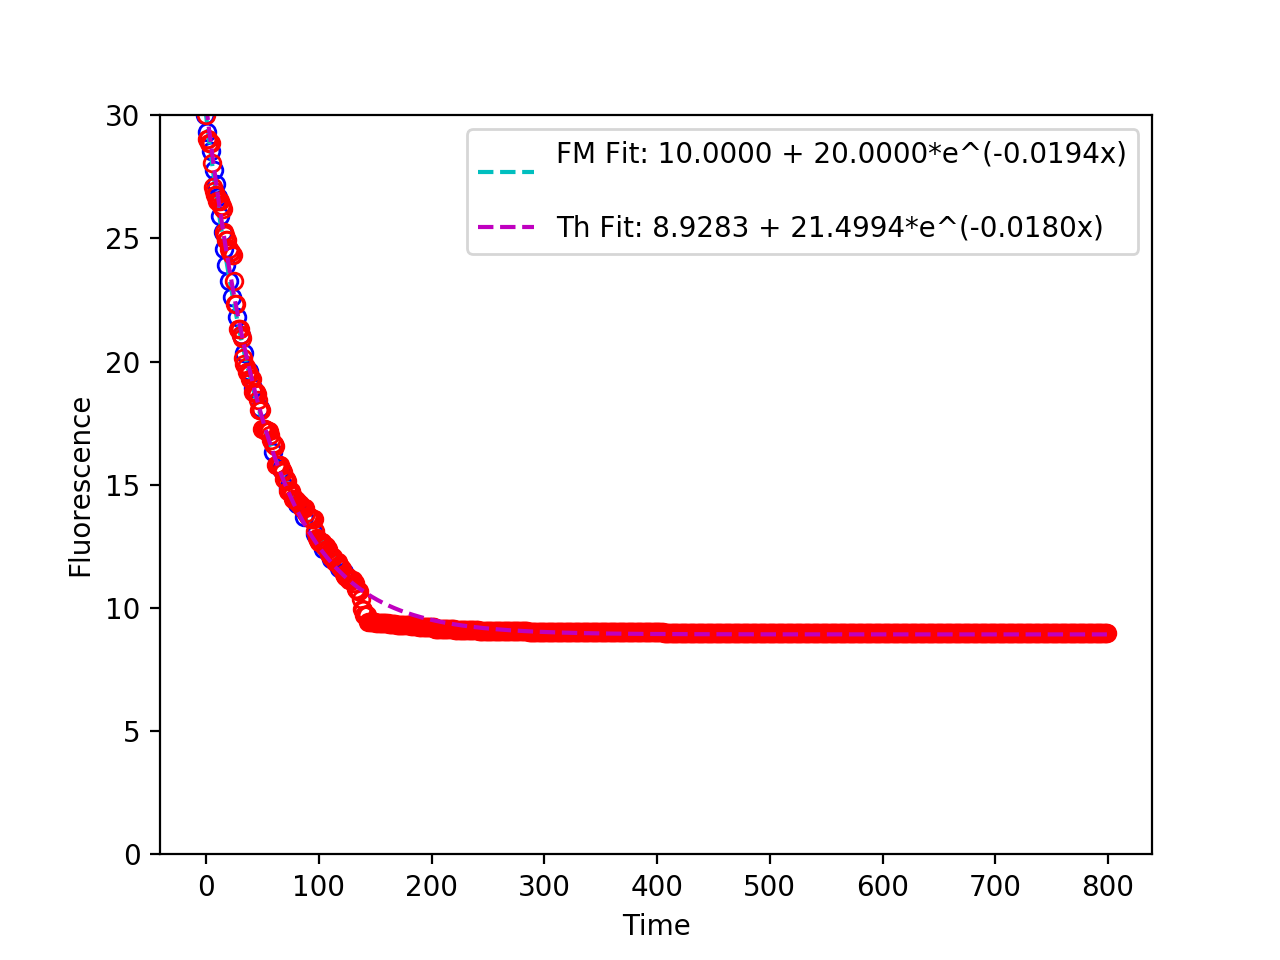 FM Fit: 10.0000 + 20.0000*e^(-0.0194x)
Th Fit: 8.9283 + 21.4994*e^(-0.0180x)
30
25
20
15
10
5
0
Fluorescence
0 100 200 300 400 500 600 700 800
Time